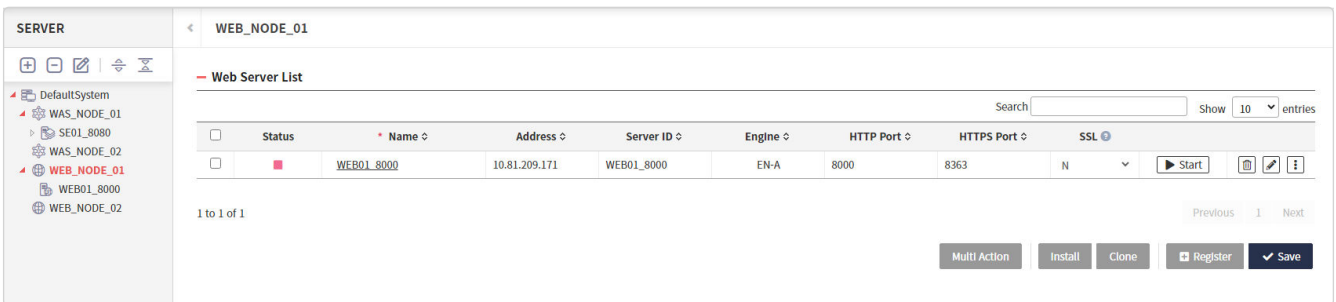 SERVER
WEB_NODE_01
DefaultSystem
WAS_NODE_01
SE01_8080
WAS_NODE_02
WEB_NODE_01
WEB01_8000
WEB_NODE_02
Web Server List
Search Show 10 entries
Status * Name Address Server ID Engine HTTP Port HTTPS Port SSL
WEB01_8000 10.81.209.171 WEB01_8000 EN-A 8000 8363 N Start
1 to 1 of 1 Previous 1 Next
Multi Action Install Clone Register Save